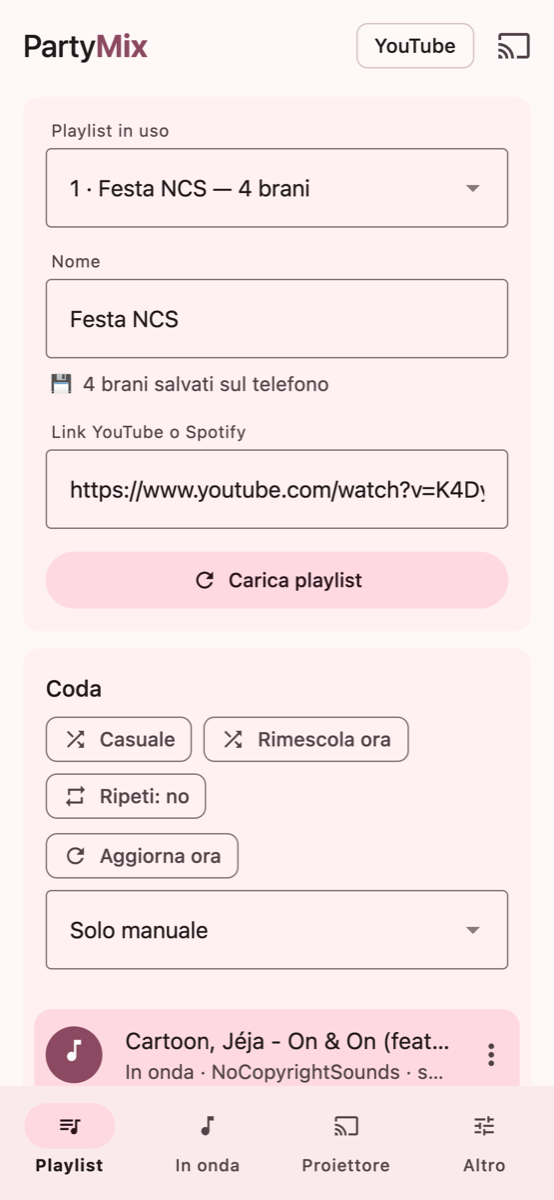 PartyMix
YouTube
Playlist in uso
1 · Festa NCS — 4 brani
Nome
Festa NCS
4 brani salvati sul telefono
Link YouTube o Spotify
https://www.youtube.com/watch?v=K4Dy
Carica playlist
Coda
Casuale
Rimescola ora
Ripeti: no
Aggiorna ora
Solo manuale
Cartoon, Jéja - On & On (feat...
In onda · NoCopyrightSounds · s...
Playlist
In onda
Proiettore
Altro